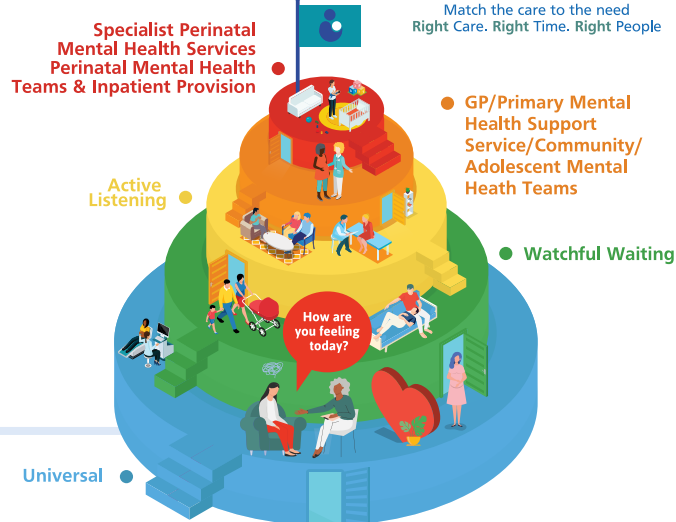 Match the care to the need
Right Care. Right Time. Right People
Specialist Perinatal
Mental Health Services
Perinatal Mental Health
Teams & Inpatient Provision
GP/Primary Mental
Health Support
Service/Community/
Adolescent Mental
Heath Teams
Active
Listening
Watchful Waiting
How are
you feeling
today?
Universal